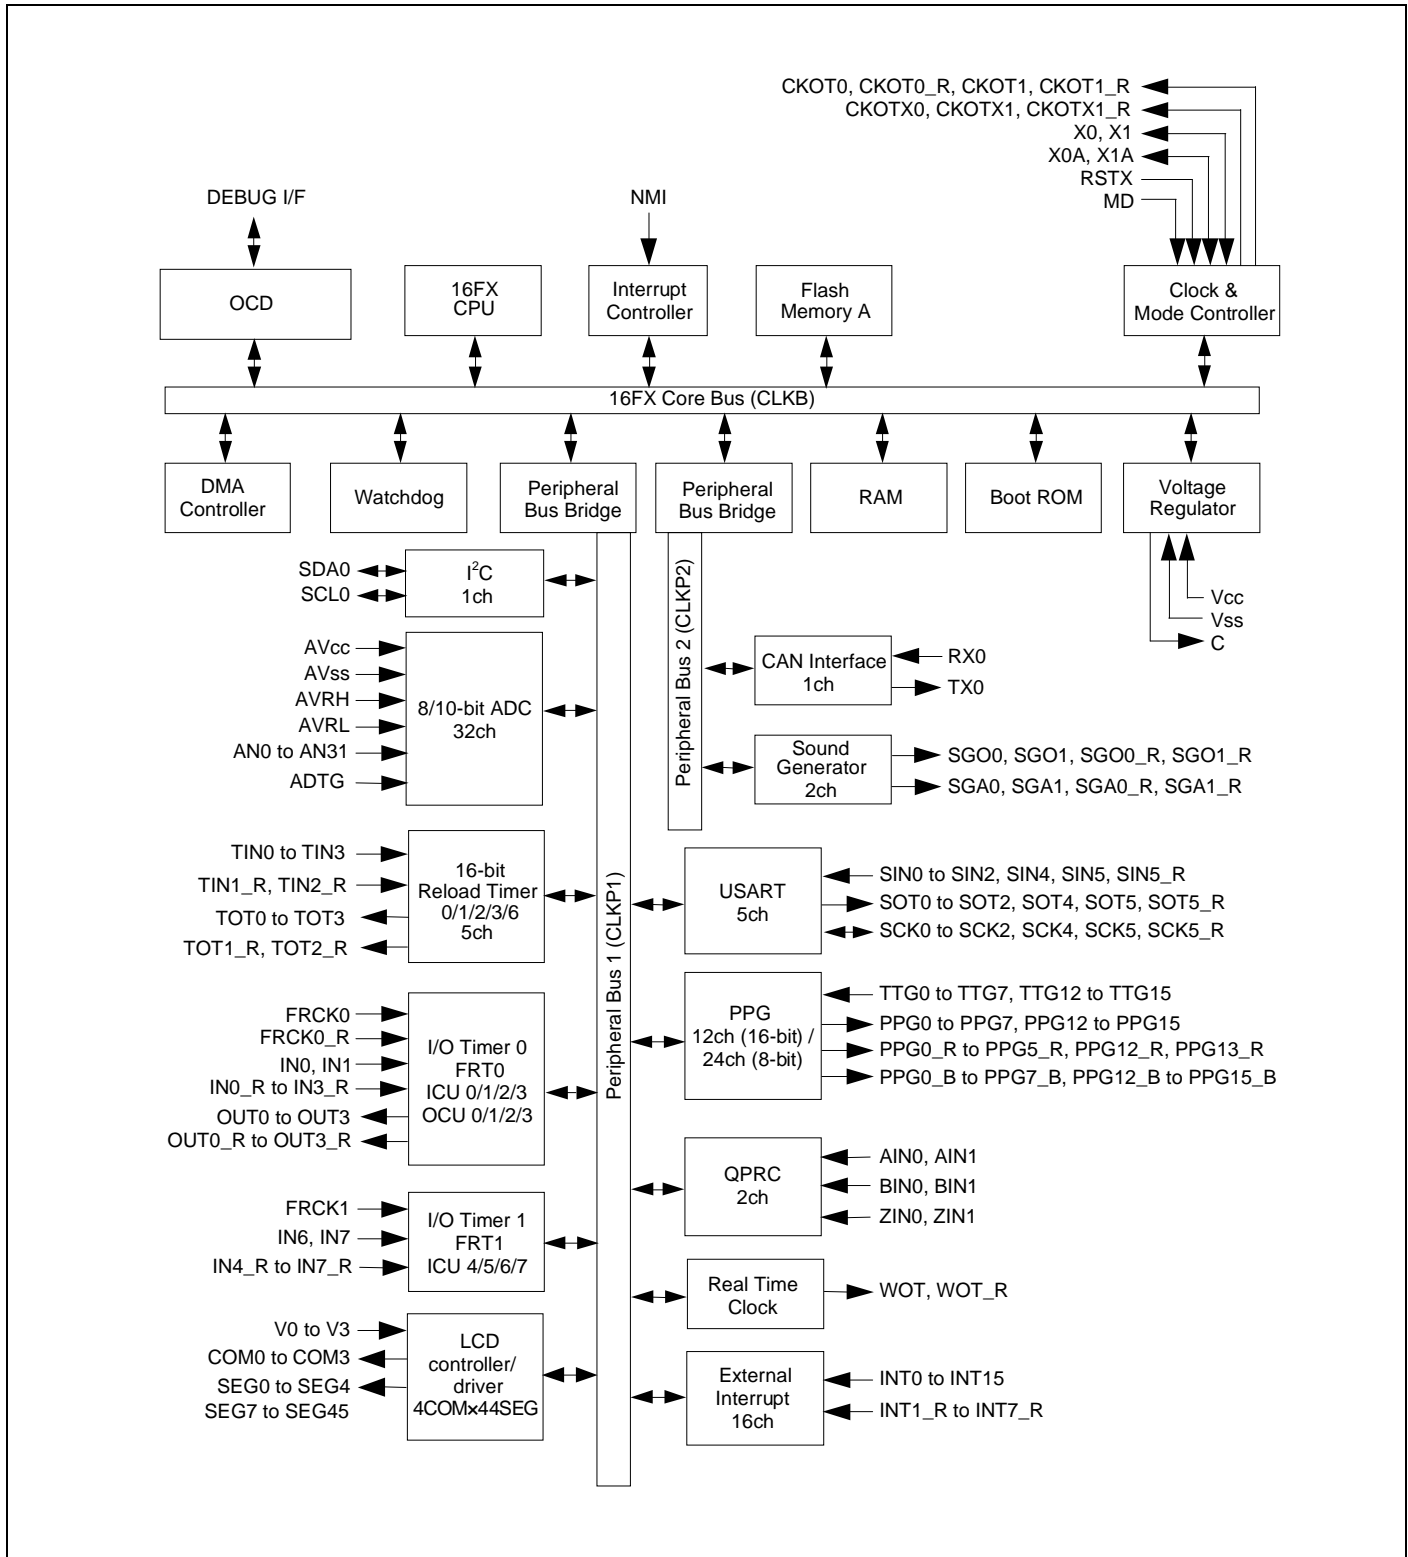 CKOT0, CKOT0_R, CKOT1, CKOT1_R
CKOTX0, CKOTX1, CKOTX1_R
X0, X1
X0A, X1A
RSTX
MD
DEBUG I/F
NMI
OCD
16FX
CPU
Interrupt
Controller
Flash
Memory A
Clock &
Mode Controller
16FX Core Bus (CLKB)
DMA
Controller
Watchdog
Peripheral
Bus Bridge
Peripheral
Bus Bridge
RAM
Boot ROM
Voltage
Regulator
Vcc
Vss
C
Peripheral Bus 1 (CLKP1)
Peripheral Bus 2 (CLKP2)
SDA0
SCL0
I²C
1ch
AVcc
AVss
AVRH
AVRL
AN0 to AN31
ADTG
8/10-bit ADC
32ch
TIN0 to TIN3
TIN1_R, TIN2_R
TOT0 to TOT3
TOT1_R, TOT2_R
16-bit
Reload Timer
0/1/2/3/6
5ch
FRCK0
FRCK0_R
IN0, IN1
IN0_R to IN3_R
OUT0 to OUT3
OUT0_R to OUT3_R
I/O Timer 0
FRT0
ICU 0/1/2/3
OCU 0/1/2/3
FRCK1
IN6, IN7
IN4_R to IN7_R
I/O Timer 1
FRT1
ICU 4/5/6/7
V0 to V3
COM0 to COM3
SEG0 to SEG4
SEG7 to SEG45
LCD
controller/
driver
4COM×44SEG
CAN Interface
1ch
RX0
TX0
Sound
Generator
2ch
SGO0, SGO1, SGO0_R, SGO1_R
SGA0, SGA1, SGA0_R, SGA1_R
USART
5ch
SIN0 to SIN2, SIN4, SIN5, SIN5_R
SOT0 to SOT2, SOT4, SOT5, SOT5_R
SCK0 to SCK2, SCK4, SCK5, SCK5_R
PPG
12ch (16-bit) /
24ch (8-bit)
TTG0 to TTG7, TTG12 to TTG15
PPG0 to PPG7, PPG12 to PPG15
PPG0_R to PPG5_R, PPG12_R, PPG13_R
PPG0_B to PPG7_B, PPG12_B to PPG15_B
QPRC
2ch
AIN0, AIN1
BIN0, BIN1
ZIN0, ZIN1
Real Time
Clock
WOT, WOT_R
External
Interrupt
16ch
INT0 to INT15
INT1_R to INT7_R